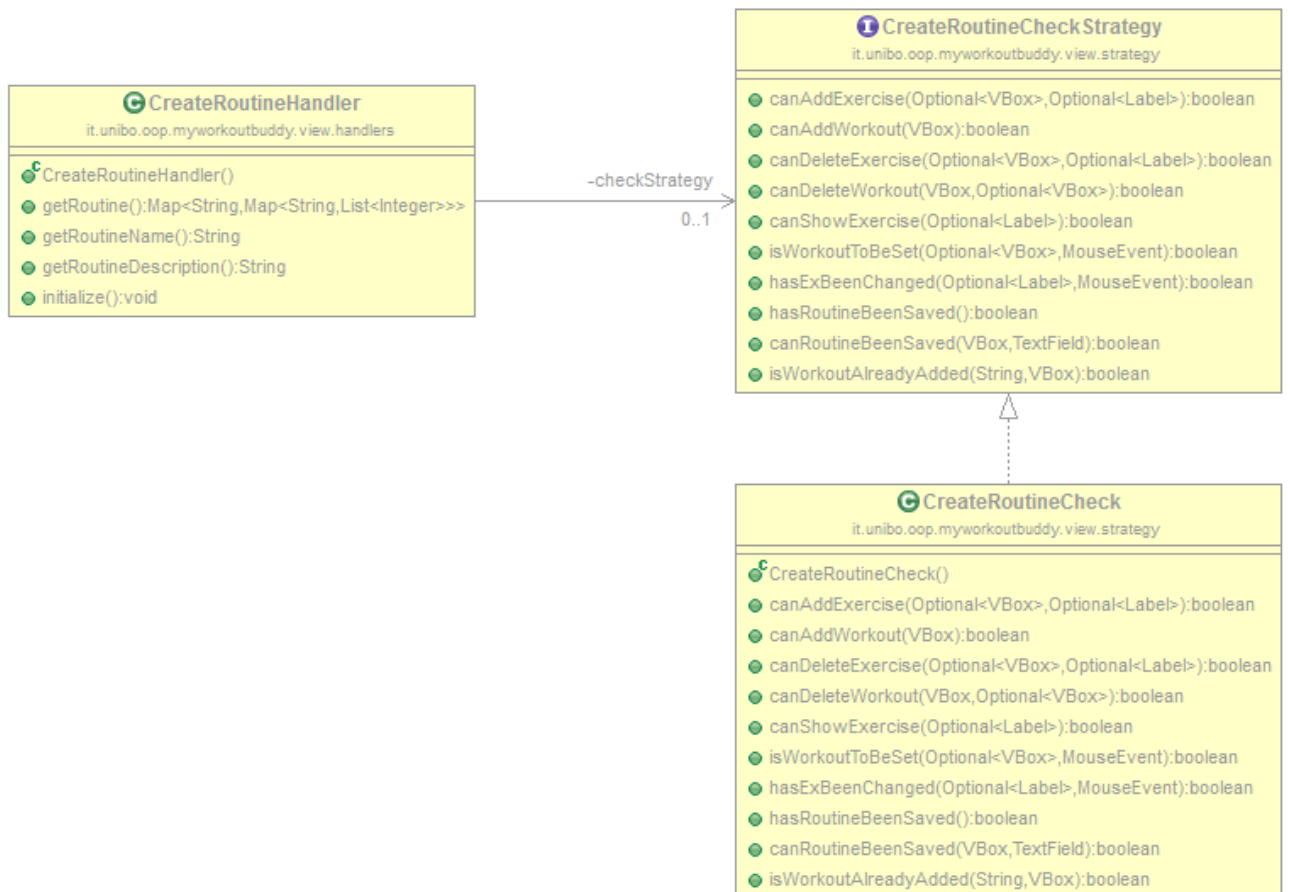 CreateRoutineHandler
it.unibo.oop.myworkoutbuddy.view.handlers
CreateRoutineHandler()
getRoutine():Map<String,Map<String,List<Integer>>>
getRoutineName():String
getRoutineDescription():String
initialize():void
-checkStrategy
0..1
CreateRoutineCheckStrategy
it.unibo.oop.myworkoutbuddy.view.strategy
canAddExercise(Optional<VBox>,Optional<Label>):boolean
canAddWorkout(VBox):boolean
canDeleteExercise(Optional<VBox>,Optional<Label>):boolean
canDeleteWorkout(VBox,Optional<VBox>):boolean
canShowExercise(Optional<Label>):boolean
isWorkoutToBeSet(Optional<VBox>,MouseEvent):boolean
hasExBeenChanged(Optional<Label>,MouseEvent):boolean
hasRoutineBeenSaved():boolean
canRoutineBeenSaved(VBox,TextField):boolean
isWorkoutAlreadyAdded(String,VBox):boolean
CreateRoutineCheck
it.unibo.oop.myworkoutbuddy.view.strategy
CreateRoutineCheck()
canAddExercise(Optional<VBox>,Optional<Label>):boolean
canAddWorkout(VBox):boolean
canDeleteExercise(Optional<VBox>,Optional<Label>):boolean
canDeleteWorkout(VBox,Optional<VBox>):boolean
canShowExercise(Optional<Label>):boolean
isWorkoutToBeSet(Optional<VBox>,MouseEvent):boolean
hasExBeenChanged(Optional<Label>,MouseEvent):boolean
hasRoutineBeenSaved():boolean
canRoutineBeenSaved(VBox,TextField):boolean
isWorkoutAlreadyAdded(String,VBox):boolean